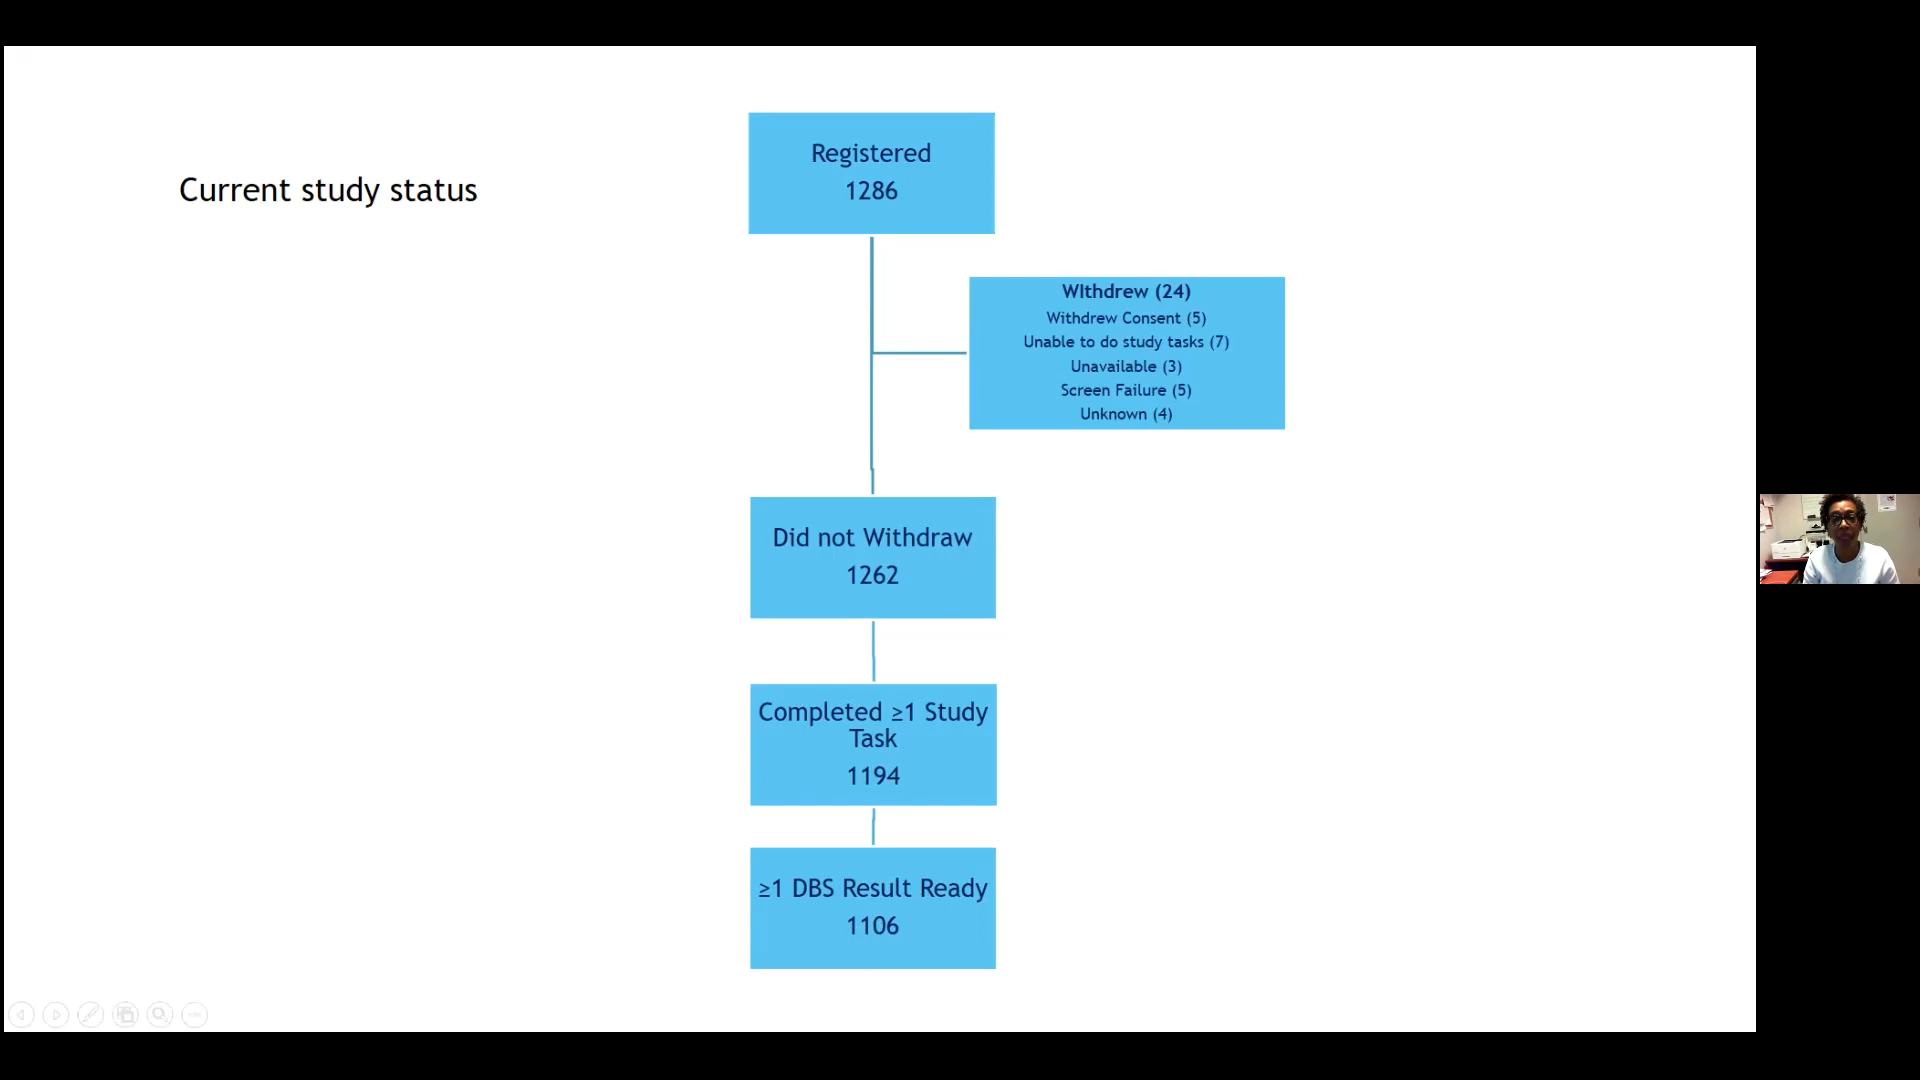 Current study status
Registered
1286
WIthdrew (24)
Withdrew Consent (5)
Unable to do study tasks (7)
Unavailable (3)
Screen Failure (5)
Unknown (4)
Did not Withdraw
1262
Completed ≥1 Study
Task
1194
≥1 DBS Result Ready
1106